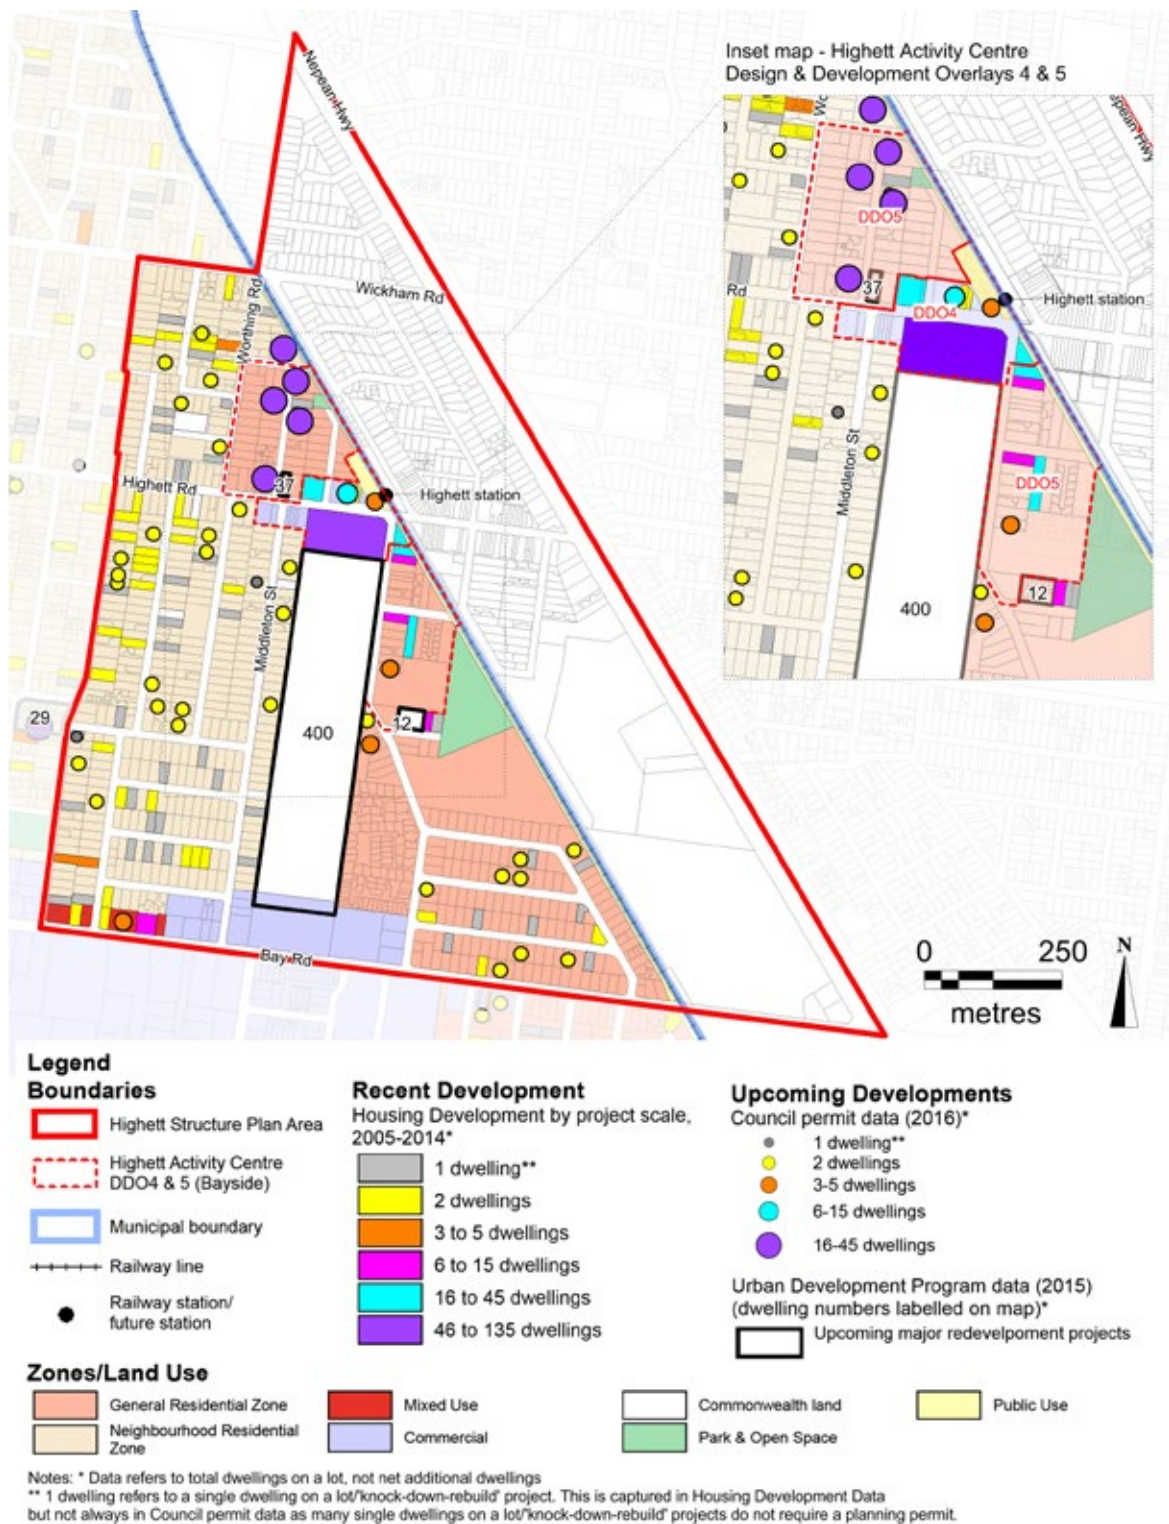 Inset map - Highett Activity Centre
Design & Development Overlays 4 & 5
Nepean Hwy
Wickham Rd
Worthing Rd
Highett Rd
37
Highett station
Middleton St
29
400
12
Bay Rd
DDO5
Rd
37
DDO4
Highett station
Middleton St
DDO5
400
12
0 250
metres
N
Legend
Boundaries
Highett Structure Plan Area
Highett Activity Centre
DDO4 & 5 (Bayside)
Municipal boundary
Railway line
Railway station/
future station
Recent Development
Housing Development by project scale,
2005-2014*
1 dwelling**
2 dwellings
3 to 5 dwellings
6 to 15 dwellings
16 to 45 dwellings
46 to 135 dwellings
Upcoming Developments
Council permit data (2016)*
1 dwelling**
2 dwellings
3-5 dwellings
6-15 dwellings
16-45 dwellings
Urban Development Program data (2015)
(dwelling numbers labelled on map)*
Upcoming major redevelpoment projects
Zones/Land Use
General Residential Zone
Neighbourhood Residential
Zone
Mixed Use
Commercial
Commonwealth land
Park & Open Space
Public Use
Notes: * Data refers to total dwellings on a lot, not net additional dwellings
** 1 dwelling refers to a single dwelling on a lot/'knock-down-rebuild' project. This is captured in Housing Development Data
but not always in Council permit data as many single dwellings on a lot/'knock-down-rebuild' projects do not require a planning permit.